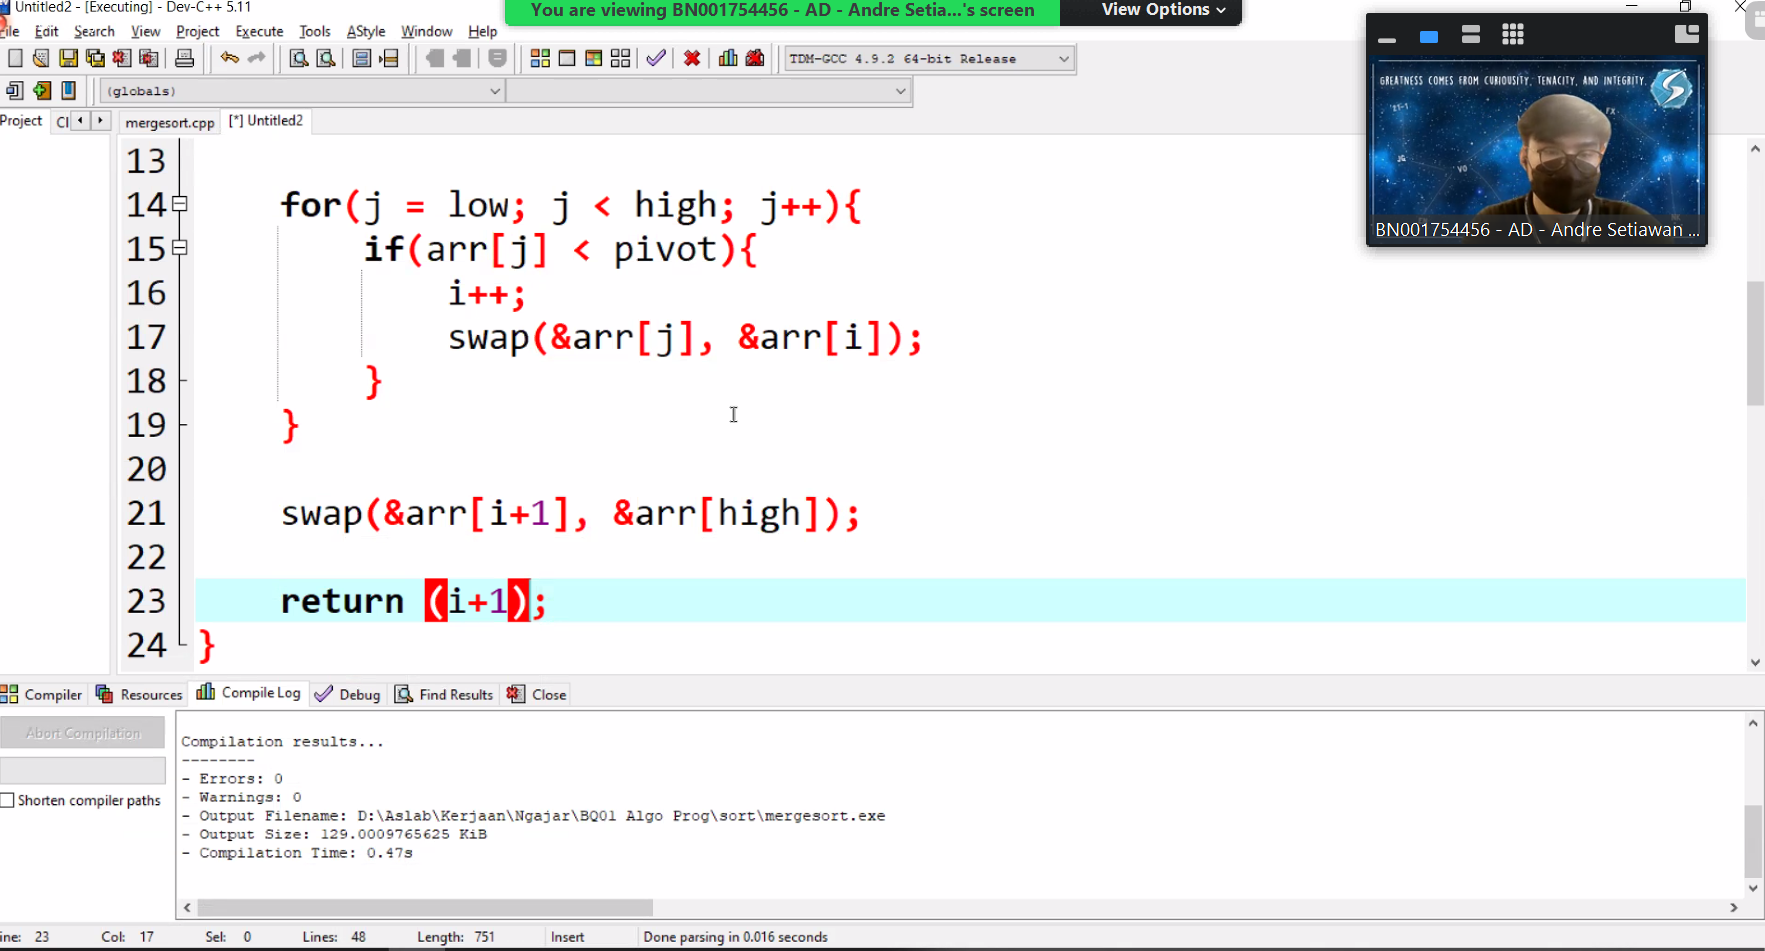 Untitled2 - [Executing] - Dev-C++ 5.11
You are viewing BN001754456 - AD - Andre Setia...'s screen
View Options
File Edit Search View Project Execute Tools AStyle Window Help
TDM-GCC 4.9.2 64-bit Release
(globals)
Project Cl
mergesort.cpp [*] Untitled2
GREATNESS COMES FROM CURIOUSITY, TENACITY, AND INTEGRITY.
BN001754456 - AD - Andre Setiawan ...
13
14 for(j = low; j < high; j++){
15 if(arr[j] < pivot){
16 i++;
17 swap(&arr[j], &arr[i]);
18 }
19 }
20
21 swap(&arr[i+1], &arr[high]);
22
23 return (i+1);
24 }
Compiler Resources Compile Log Debug Find Results Close
Abort Compilation
Shorten compiler paths
Compilation results...
--------
- Errors: 0
- Warnings: 0
- Output Filename: D:\Aslab\Kerjaan\Ngajar\BQ01 Algo Prog\sort\mergesort.exe
- Output Size: 129.0009765625 KiB
- Compilation Time: 0.47s
ine: 23 Col: 17 Sel: 0 Lines: 48 Length: 751 Insert Done parsing in 0.016 seconds